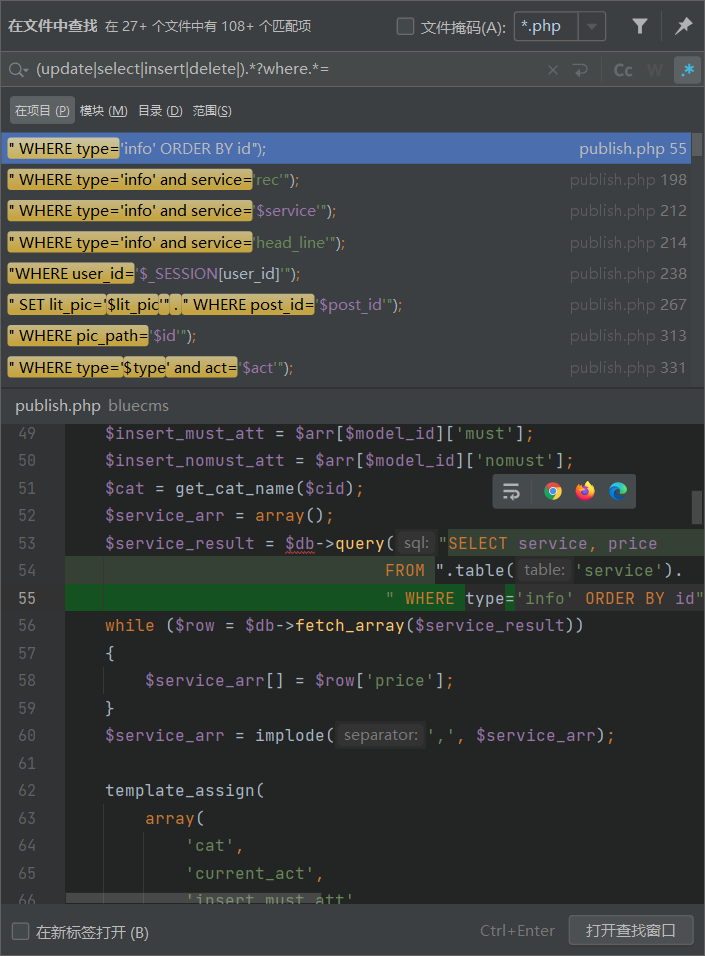 在文件中查找 在 27+ 个文件中有 108+ 个匹配项 文件掩码(A): *.php
(update|select|insert|delete|).*?where.*= Cc W .*
在项目 (P) 模块 (M) 目录 (D) 范围(S)
" WHERE type='info' ORDER BY id"); publish.php 55
" WHERE type='info' and service='rec'"); publish.php 198
" WHERE type='info' and service='$service'"); publish.php 212
" WHERE type='info' and service='head_line'"); publish.php 214
"WHERE user_id='$_SESSION[user_id]'"); publish.php 238
" SET lit_pic='$lit_pic'" . " WHERE post_id='$post_id'"); publish.php 267
" WHERE pic_path='$id'"); publish.php 313
" WHERE type='$type' and act='$act'"); publish.php 331
publish.php bluecms
49 $insert_must_att = $arr[$model_id]['must'];
50 $insert_nomust_att = $arr[$model_id]['nomust'];
51 $cat = get_cat_name($cid);
52 $service_arr = array();
53 $service_result = $db->query( sql: "SELECT service, price
54 FROM ".table( table: 'service').
55 " WHERE type='info' ORDER BY id"
56 while ($row = $db->fetch_array($service_result))
57 {
58 $service_arr[] = $row['price'];
59 }
60 $service_arr = implode( separator: ',', $service_arr);
61
62 template_assign(
63 array(
64 'cat',
65 'current_act',
66 'insert_must_att'
在新标签打开 (B) Ctrl+Enter 打开查找窗口